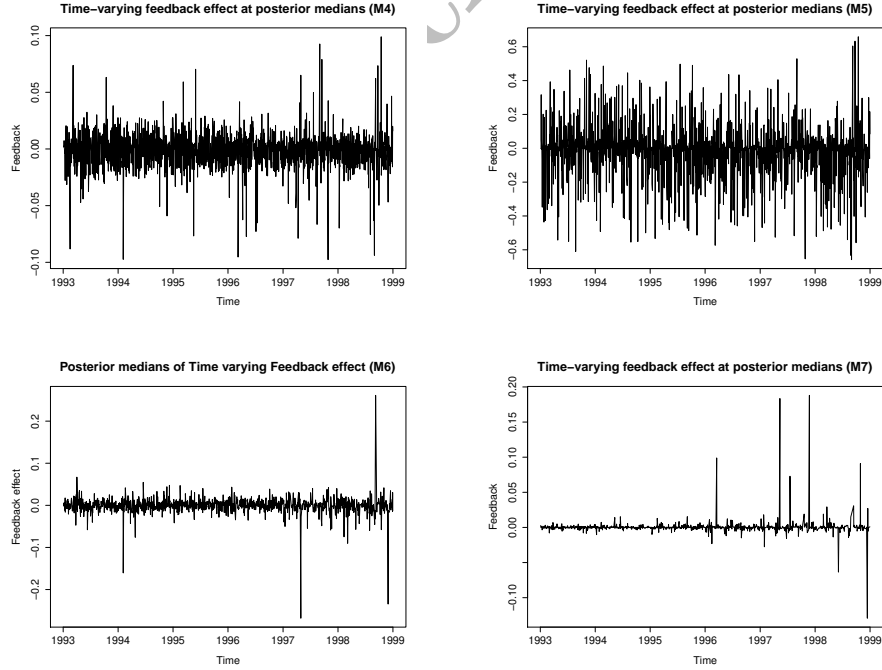 Time−varying feedback effect at posterior medians (M4)
Feedback
−0.10 −0.05 0.00 0.05 0.10
1993 1994 1995 1996 1997 1998 1999
Time
Time−varying feedback effect at posterior medians (M5)
Feedback
−0.6 −0.4 −0.2 0.0 0.2 0.4 0.6
1993 1994 1995 1996 1997 1998 1999
Time
Posterior medians of Time varying Feedback effect (M6)
Feedback effect
−0.2 −0.1 0.0 0.1 0.2
1993 1994 1995 1996 1997 1998 1999
Time
Time−varying feedback effect at posterior medians (M7)
Feedback
−0.10 0.00 0.05 0.10 0.15 0.20
1993 1994 1995 1996 1997 1998 1999
Time